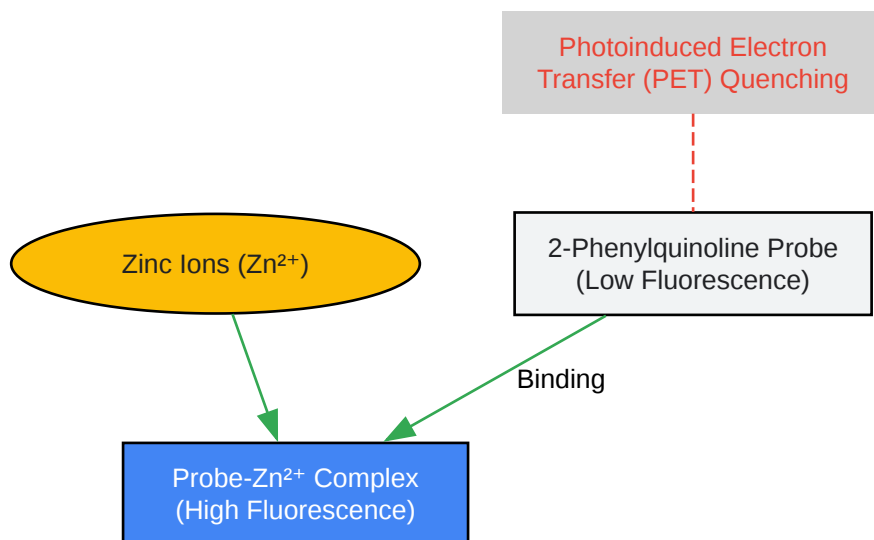 Photoinduced Electron
Transfer (PET) Quenching
Zinc Ions (Zn²⁺)
2-Phenylquinoline Probe
(Low Fluorescence)
Binding
Probe-Zn²⁺ Complex
(High Fluorescence)